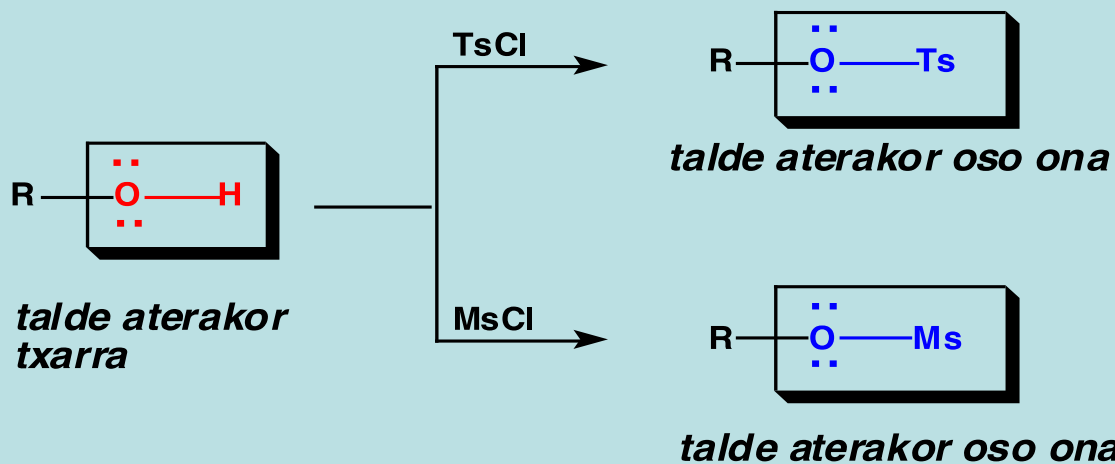 TsCl
R O Ts
talde aterakor oso ona
R O H
talde aterakor
txarra
MsCl
R O Ms
talde aterakor oso ona